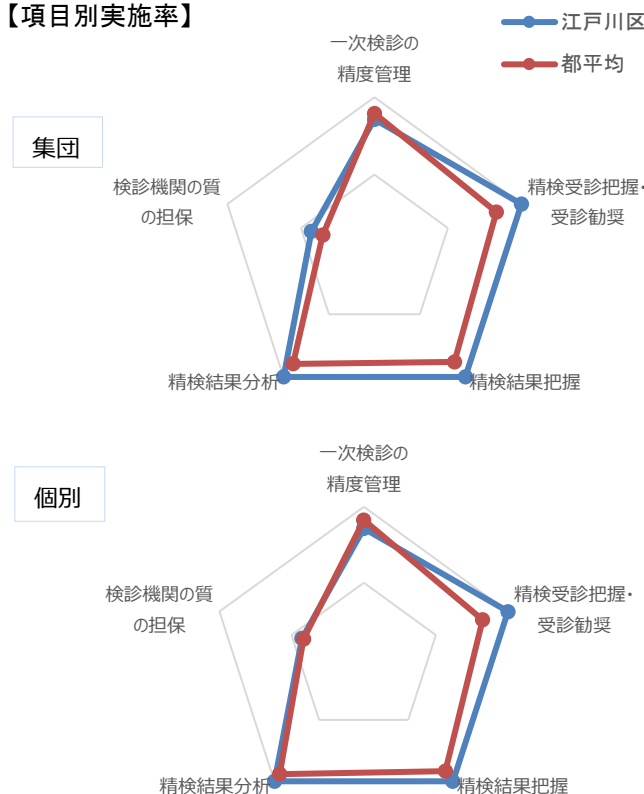 【項目別実施率】
江戸川区
都平均
集団
一次検診の
精度管理
精検受診把握・
受診勧奨
精検結果把握
精検結果分析
検診機関の質
の担保
個別
一次検診の
精度管理
精検受診把握・
受診勧奨
精検結果把握
精検結果分析
検診機関の質
の担保